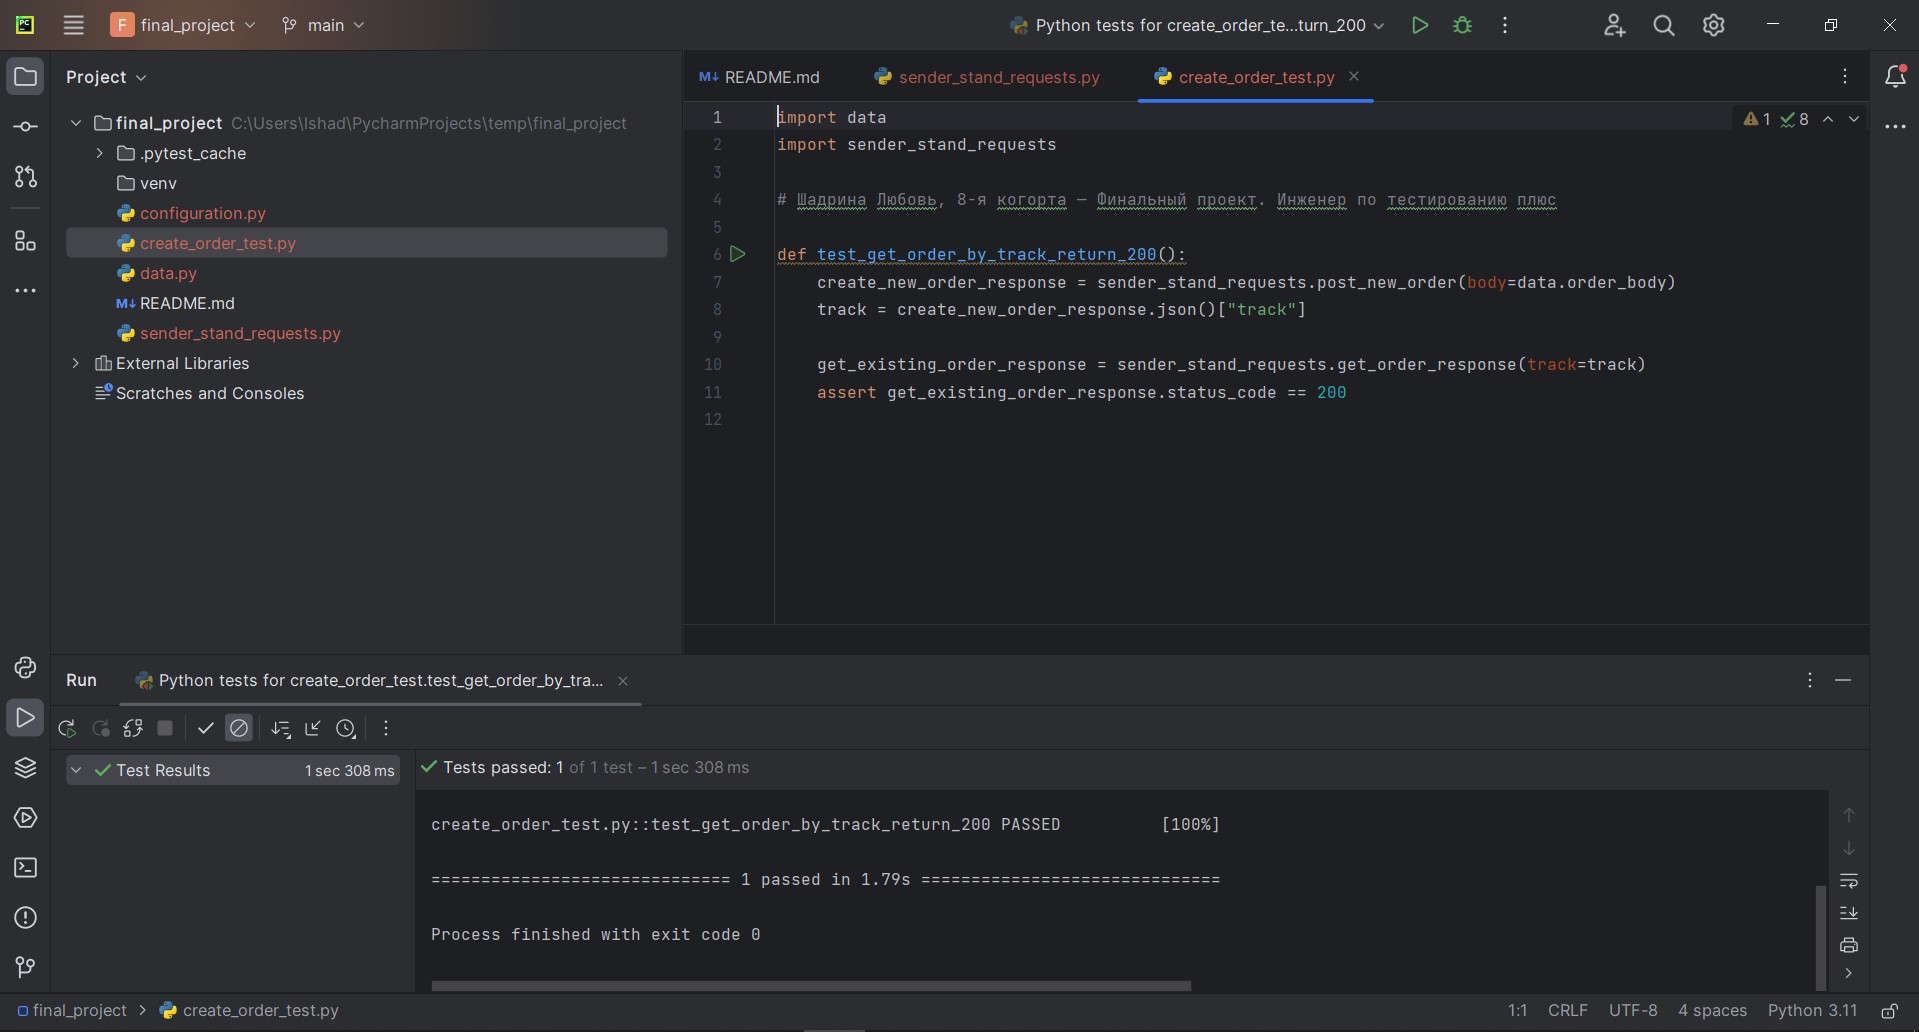 F final_project main Python tests for create_order_te...turn_200
Project
final_project C:\Users\lshad\PycharmProjects\temp\final_project
.pytest_cache
venv
configuration.py
create_order_test.py
data.py
M↓ README.md
sender_stand_requests.py
External Libraries
Scratches and Consoles
M↓ README.md sender_stand_requests.py create_order_test.py
1 import data
2 import sender_stand_requests
3
4 # Шадрина Любовь, 8-я когорта — Финальный проект. Инженер по тестированию плюс
5
6 def test_get_order_by_track_return_200():
7 create_new_order_response = sender_stand_requests.post_new_order(body=data.order_body)
8 track = create_new_order_response.json()["track"]
9
10 get_existing_order_response = sender_stand_requests.get_order_response(track=track)
11 assert get_existing_order_response.status_code == 200
12
1 8
Run Python tests for create_order_test.test_get_order_by_tra...
Test Results 1 sec 308 ms
Tests passed: 1 of 1 test – 1 sec 308 ms
create_order_test.py::test_get_order_by_track_return_200 PASSED [100%]
============================== 1 passed in 1.79s ==============================
Process finished with exit code 0
final_project > create_order_test.py 1:1 CRLF UTF-8 4 spaces Python 3.11